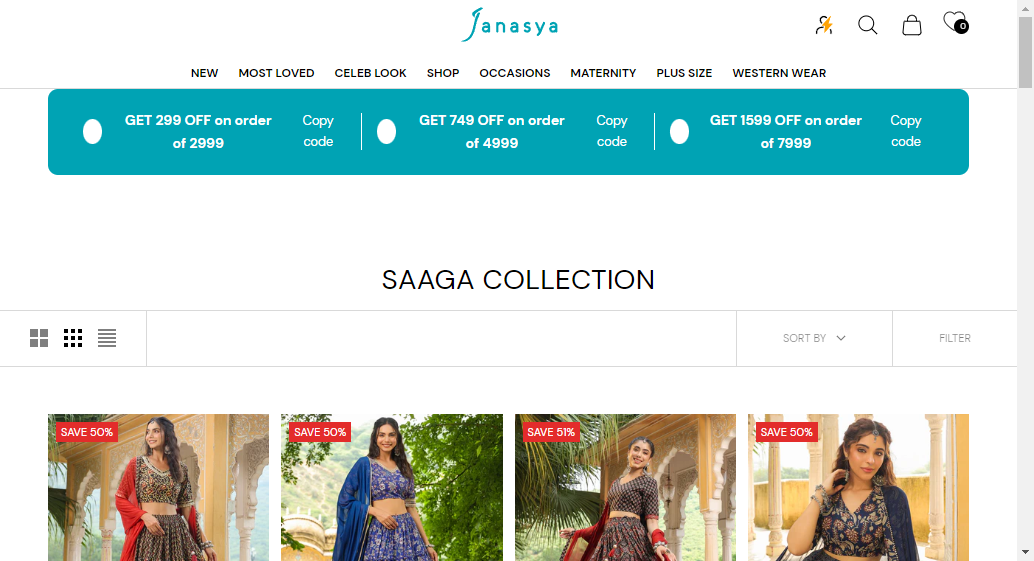 Janasya
0
NEW MOST LOVED CELEB LOOK SHOP OCCASIONS MATERNITY PLUS SIZE WESTERN WEAR
GET 299 OFF on order
of 2999
Copy
code
GET 749 OFF on order
of 4999
Copy
code
GET 1599 OFF on order
of 7999
Copy
code
SAAGA COLLECTION
SORT BY
FILTER
SAVE 50%
SAVE 50%
SAVE 51%
SAVE 50%